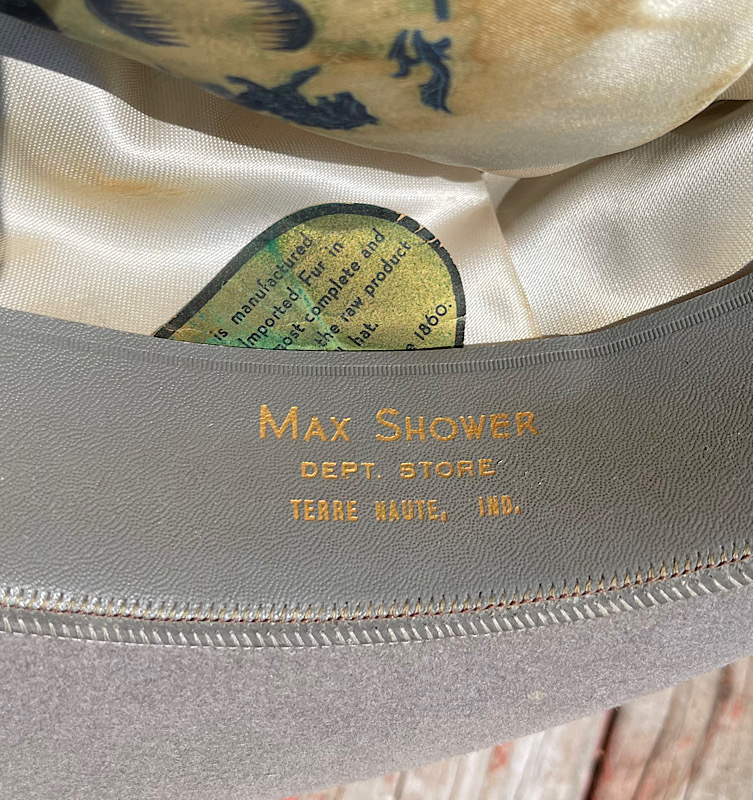 is manufactured
Imported Fur in
ost complete and
the raw product
hat.
e 1860.
MAX SHOWER
DEPT. STORE
TERRE HAUTE, IND.